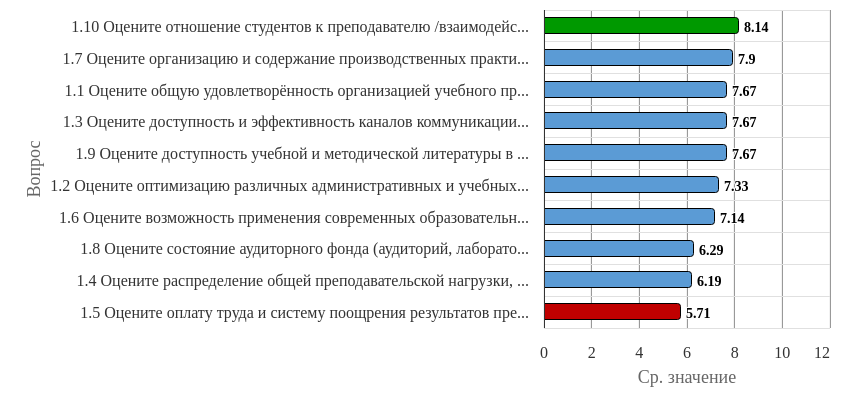 1.10 Оцените отношение студентов к преподавателю /взаимодейс... 8.14
1.7 Оцените организацию и содержание производственных практи... 7.9
1.1 Оцените общую удовлетворённость организацией учебного пр... 7.67
1.3 Оцените доступность и эффективность каналов коммуникации... 7.67
1.9 Оцените доступность учебной и методической литературы в ... 7.67
1.2 Оцените оптимизацию различных административных и учебных... 7.33
1.6 Оцените возможность применения современных образовательн... 7.14
1.8 Оцените состояние аудиторного фонда (аудиторий, лаборато... 6.29
1.4 Оцените распределение общей преподавательской нагрузки, ... 6.19
1.5 Оцените оплату труда и систему поощрения результатов пре... 5.71
Вопрос
0 2 4 6 8 10 12
Ср. значение